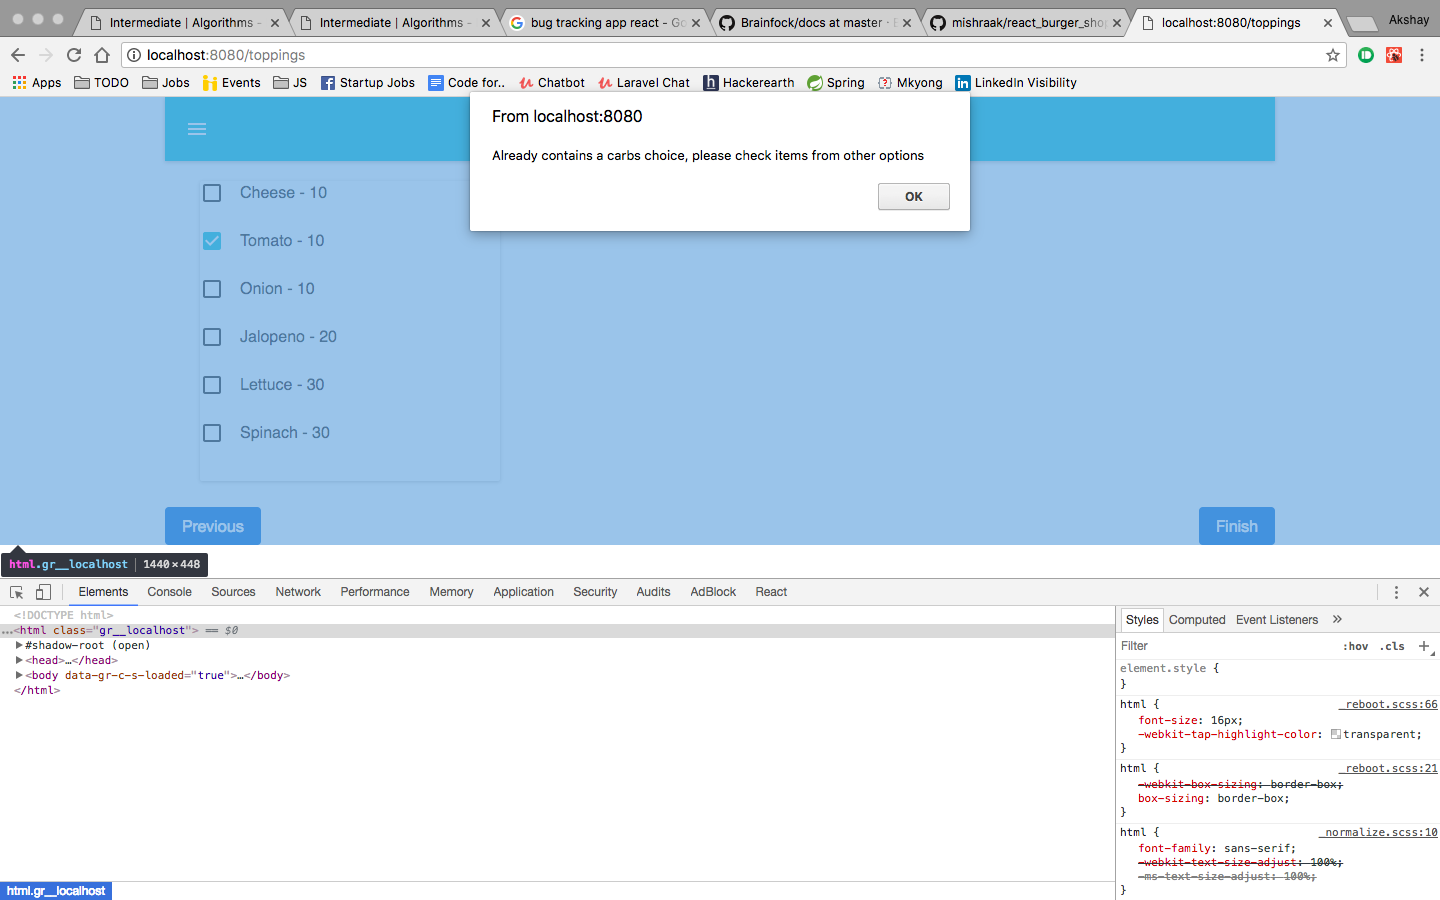 Intermediate | Algorithms - Intermediate | Algorithms - bug tracking app react - Go Brainfock/docs at master · B mishraak/react_burger_shop localhost:8080/toppings Akshay
localhost:8080/toppings
Apps TODO Jobs Events JS Startup Jobs Code for.. Chatbot Laravel Chat Hackerearth Spring Mkyong LinkedIn Visibility
From localhost:8080
Already contains a carbs choice, please check items from other options
OK
Cheese - 10
Tomato - 10
Onion - 10
Jalopeno - 20
Lettuce - 30
Spinach - 30
Previous Finish
html.gr__localhost | 1440×448
Elements Console Sources Network Performance Memory Application Security Audits AdBlock React
<!DOCTYPE html>
…<html class="gr__localhost"> == $0
#shadow-root (open)
<head>…</head>
<body data-gr-c-s-loaded="true">…</body>
</html>
html.gr__localhost
Styles Computed Event Listeners »
Filter :hov .cls +
element.style {
}
html { _reboot.scss:66
font-size: 16px;
-webkit-tap-highlight-color: transparent;
}
html { _reboot.scss:21
-webkit-box-sizing: border-box;
box-sizing: border-box;
}
html { _normalize.scss:10
font-family: sans-serif;
-webkit-text-size-adjust: 100%;
-ms-text-size-adjust: 100%;
}